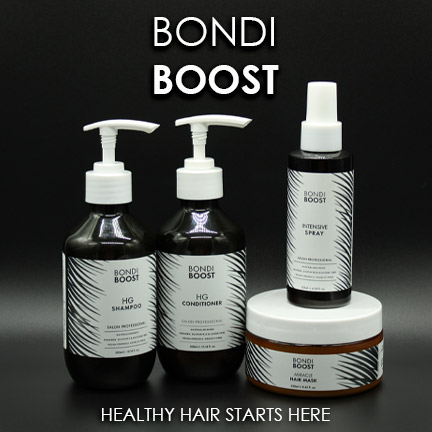 BONDI
BOOST
BONDI
BOOST
HG
SHAMPOO
SALON PROFESSIONAL
BONDI
BOOST
HG
CONDITIONER
SALON PROFESSIONAL
BONDI
BOOST
INTENSIVE
SPRAY
SALON PROFESSIONAL
BONDI
BOOST
MIRACLE
HAIR MASK
HEALTHY HAIR STARTS HERE